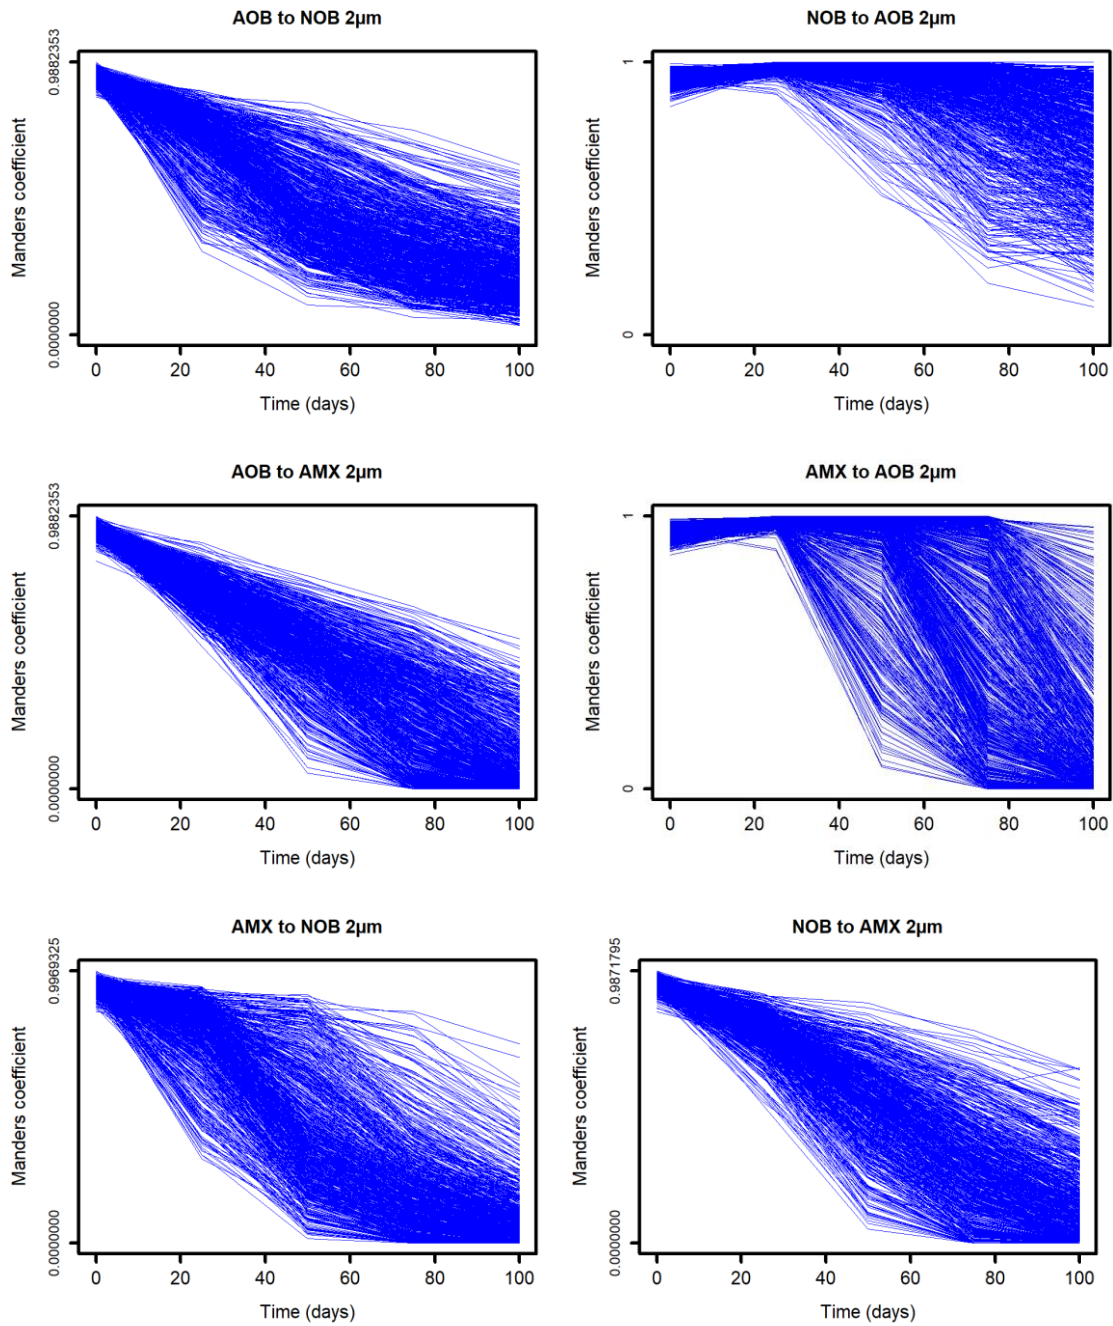 AOB to NOB 2µm
Manders coefficient
0.9882353
0.0000000
0 20 40 60 80 100
Time (days)
NOB to AOB 2µm
Manders coefficient
1
0
0 20 40 60 80 100
Time (days)
AOB to AMX 2µm
Manders coefficient
0.9882353
0.0000000
0 20 40 60 80 100
Time (days)
AMX to AOB 2µm
Manders coefficient
1
0
0 20 40 60 80 100
Time (days)
AMX to NOB 2µm
Manders coefficient
0.9969325
0.0000000
0 20 40 60 80 100
Time (days)
NOB to AMX 2µm
Manders coefficient
0.9871795
0.0000000
0 20 40 60 80 100
Time (days)